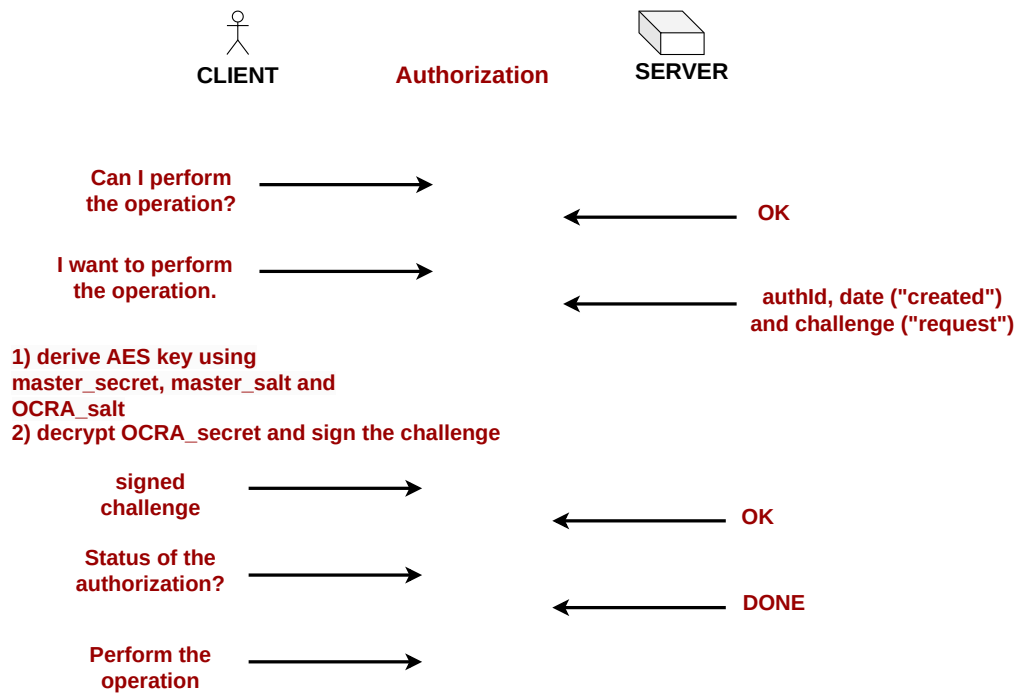 CLIENT
Authorization
SERVER
Can I perform
the operation?
OK
I want to perform
the operation.
authId, date ("created")
and challenge ("request")
1) derive AES key using
master_secret, master_salt and
OCRA_salt
2) decrypt OCRA_secret and sign the challenge
signed
challenge
OK
Status of the
authorization?
DONE
Perform the
operation